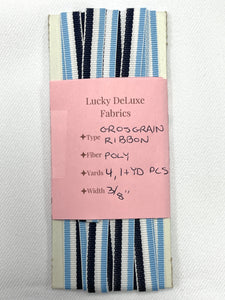 Lucky DeLuxe
Fabrics
GROSGRAIN
✦Type RIBBON
✦Fiber POLY
✦Yards 4, 1+YD PCS
✦Width 3/8"